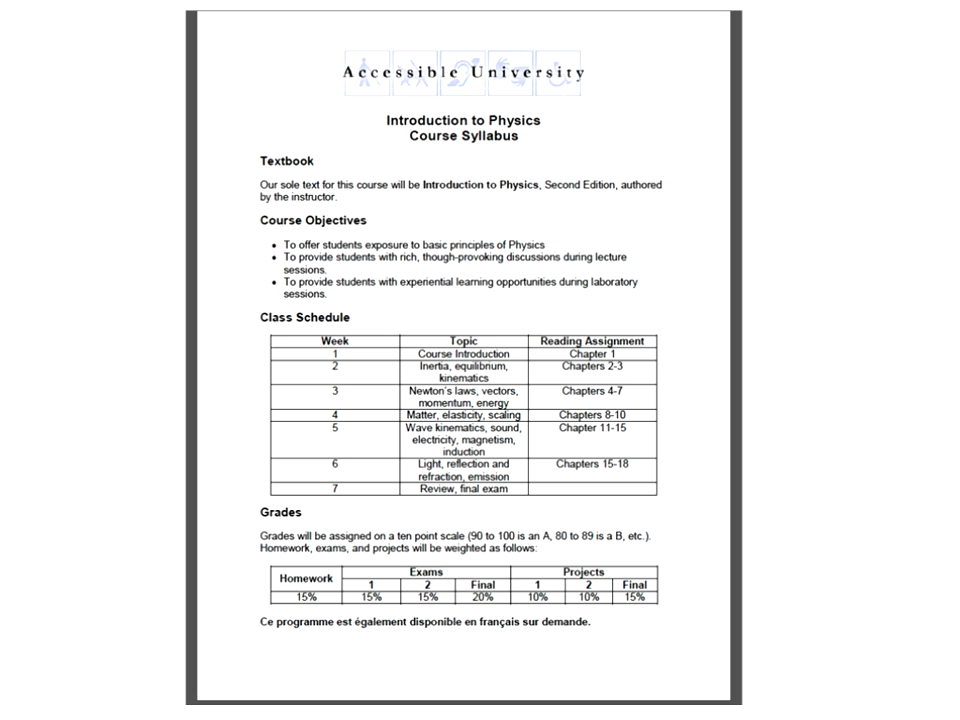 Accessible University
Introduction to Physics
Course Syllabus
Textbook
Our sole text for this course will be Introduction to Physics, Second Edition, authored
by the instructor.
Course Objectives
• To offer students exposure to basic principles of Physics
• To provide students with rich, though-provoking discussions during lecture
sessions.
• To provide students with experiential learning opportunities during laboratory
sessions.
Class Schedule
Week Topic Reading Assignment
1 Course Introduction Chapter 1
2 Inertia, equilibrium, Chapters 2-3
kinematics
3 Newton's laws, vectors, Chapters 4-7
momentum, energy
4 Matter, elasticity, scaling Chapters 8-10
5 Wave kinematics, sound, Chapter 11-15
electricity, magnetism,
induction
6 Light, reflection and Chapters 15-18
refraction, emission
7 Review, final exam
Grades
Grades will be assigned on a ten point scale (90 to 100 is an A, 80 to 89 is a B, etc.).
Homework, exams, and projects will be weighted as follows:
Homework Exams Projects
1 2 Final 1 2 Final
15% 15% 15% 20% 10% 10% 15%
Ce programme est également disponible en français sur demande.